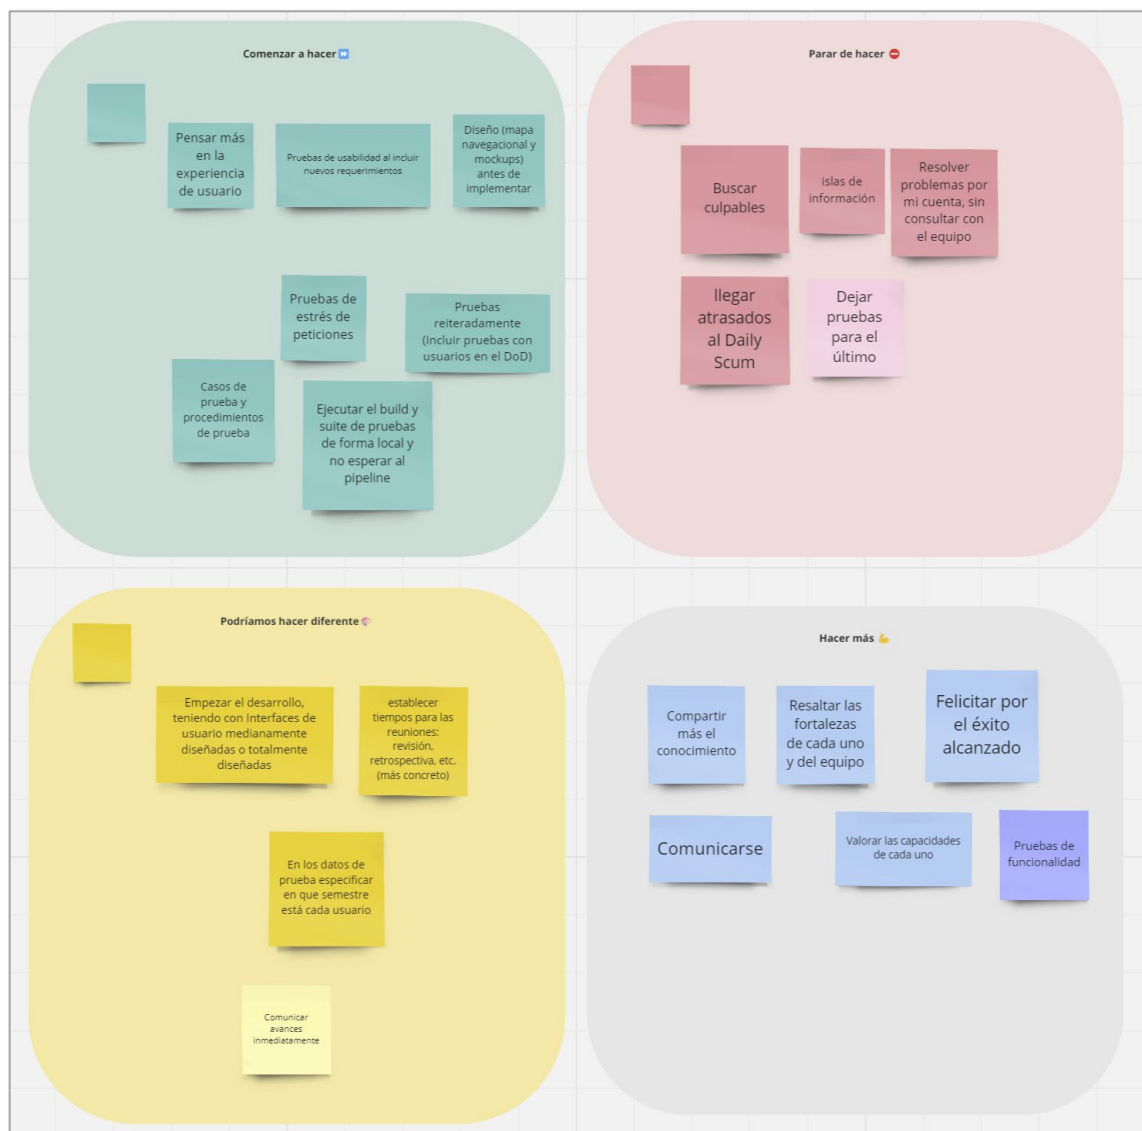 Comenzar a hacer ⏩
Pensar más
en la
experiencia
de usuario
Pruebas de usabilidad al incluir
nuevos requerimientos
Diseño (mapa
navegacional y
mockups)
antes de
implementar
Pruebas de
estrés de
peticiones
Pruebas
reiteradamente
(Incluir pruebas con
usuarios en el DoD)
Casos de
prueba y
procedimientos
de prueba
Ejecutar el build y
suite de pruebas
de forma local y
no esperar al
pipeline
Parar de hacer ⛔
Buscar
culpables
islas de
información
Resolver
problemas por
mi cuenta, sin
consultar con
el equipo
llegar
atrasados
al Daily
Scum
Dejar
pruebas
para el
último
Podríamos hacer diferente
Empezar el desarrollo,
teniendo con Interfaces de
usuario medianamente
diseñadas o totalmente
diseñadas
establecer
tiempos para las
reuniones:
revisión,
retrospectiva, etc.
(más concreto)
En los datos de
prueba especificar
en que semestre
está cada usuario
Comunicar
avances
inmediatamente
Hacer más 💪
Compartir
más el
conocimiento
Resaltar las
fortalezas
de cada uno
y del equipo
Felicitar por
el éxito
alcanzado
Comunicarse
Valorar las capacidades
de cada uno
Pruebas de
funcionalidad